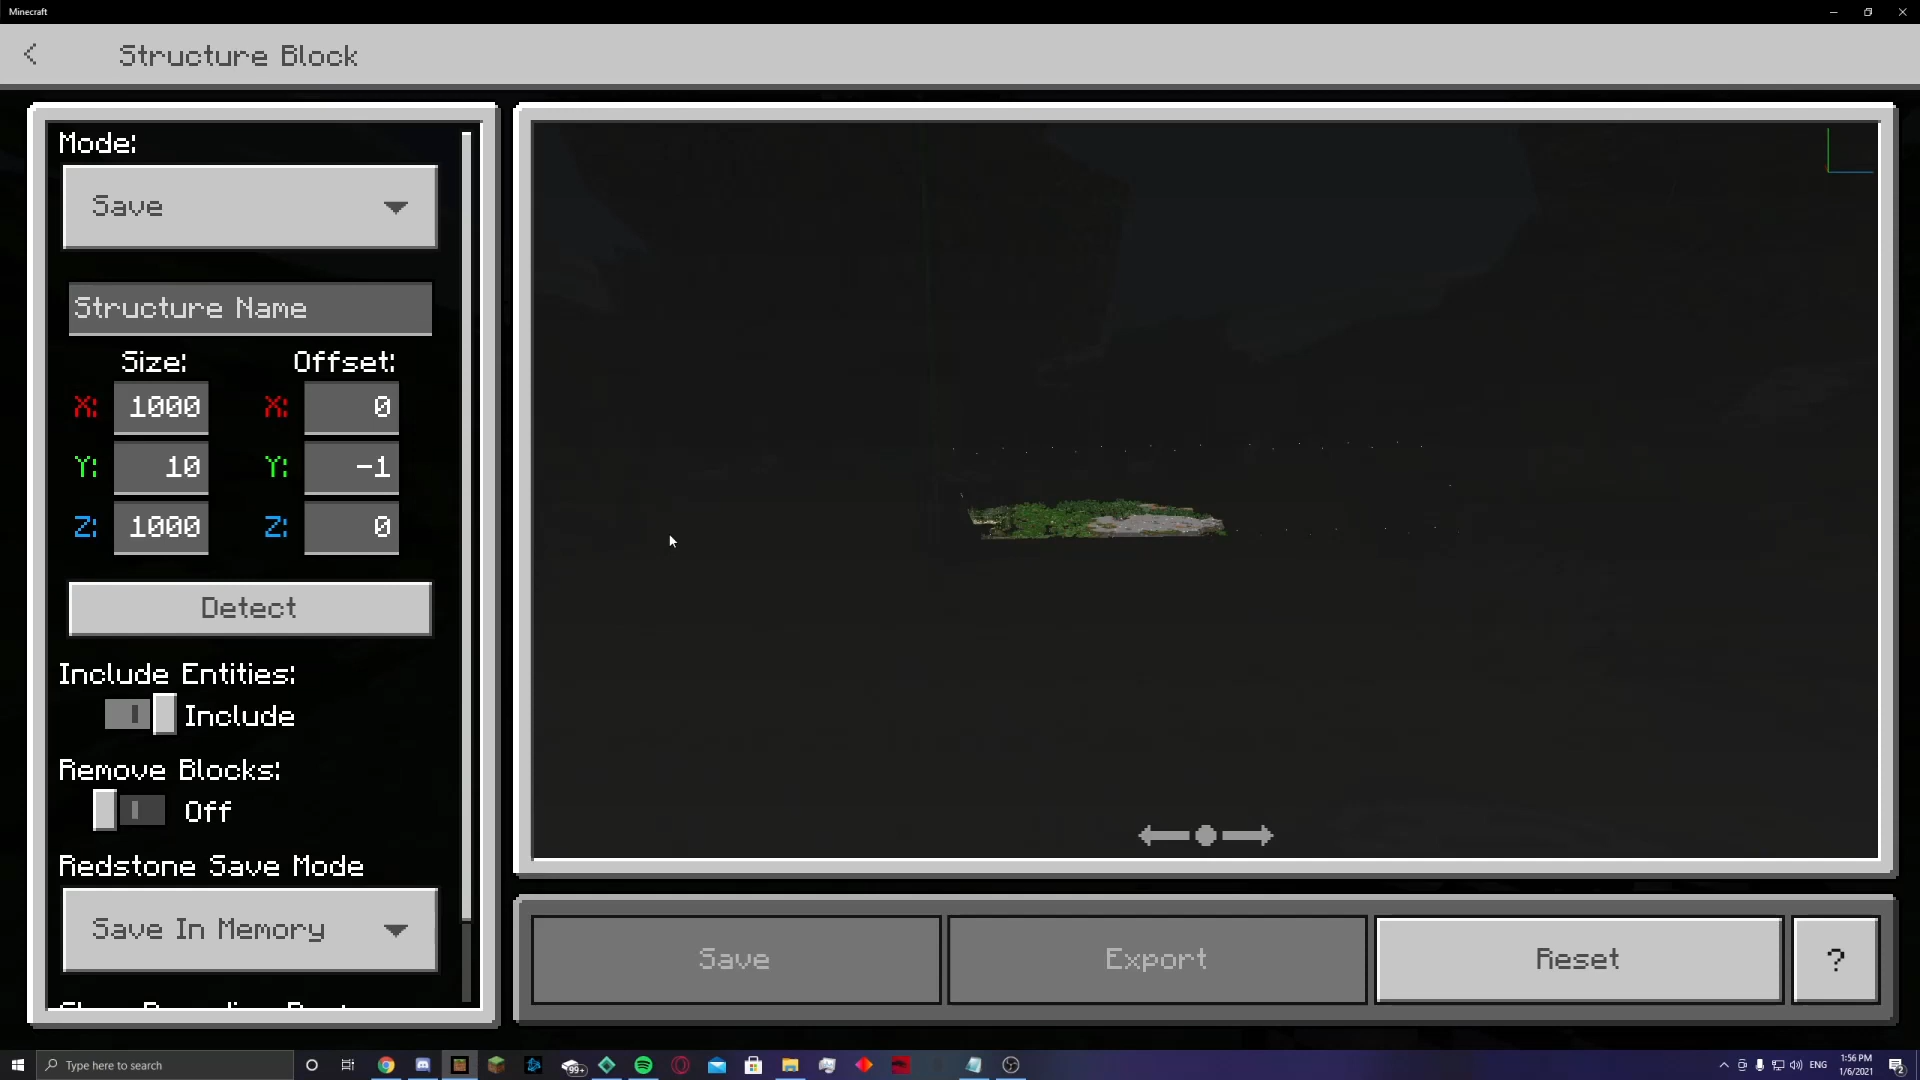 Minecraft
Structure Block
Mode:
Save
Structure Name
Size: Offset:
X: 1000 X: 0
Y: 10 Y: -1
Z: 1000 Z: 0
Detect
Include Entities:
Include
Remove Blocks:
Off
Redstone Save Mode
Save In Memory
Save Export Reset ?
Type here to search
99+
ENG
1:56 PM
1/6/2021
2